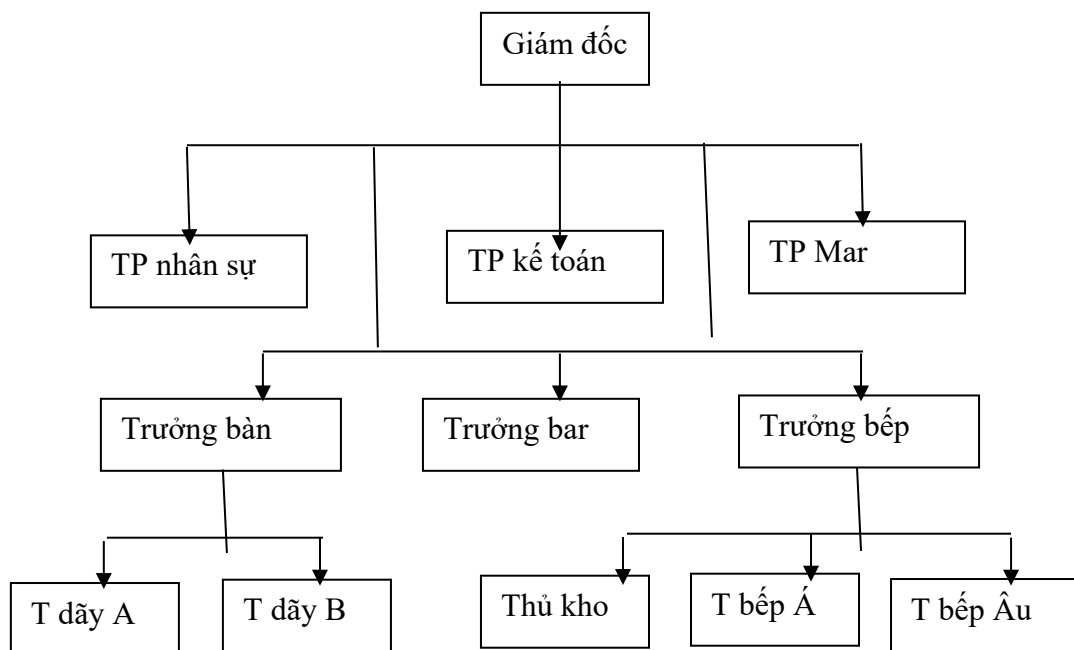 Giám đốc
TP nhân sự
TP kế toán
TP Mar
Trưởng bàn
Trưởng bar
Trưởng bếp
T dãy A
T dãy B
Thủ kho
T bếp Á
T bếp Âu